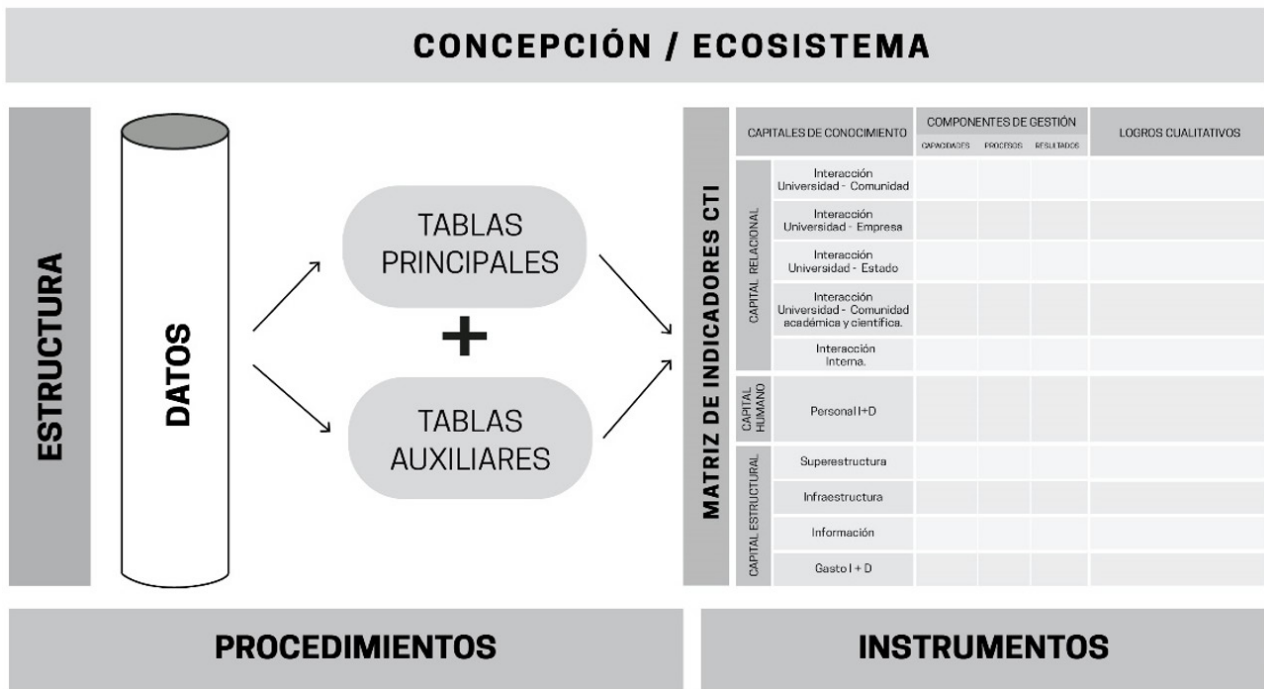 CONCEPCIÓN / ECOSISTEMA
ESTRUCTURA
DATOS
TABLAS
PRINCIPALES
+
TABLAS
AUXILIARES
MATRIZ DE INDICADORES CTI
CAPITALES DE CONOCIMIENTO
COMPONENTES DE GESTIÓN
CAPACIDADES PROCESOS RESULTADOS
LOGROS CUALITATIVOS
CAPITAL RELACIONAL
Interacción
Universidad - Comunidad
Interacción
Universidad - Empresa
Interacción
Universidad - Estado
Interacción
Universidad - Comunidad
académica y científica.
Interacción
Interna.
CAPITAL
HUMANO
Personal I+D
CAPITAL ESTRUCTURAL
Superestructura
Infraestructura
Información
Gasto I + D
PROCEDIMIENTOS
INSTRUMENTOS